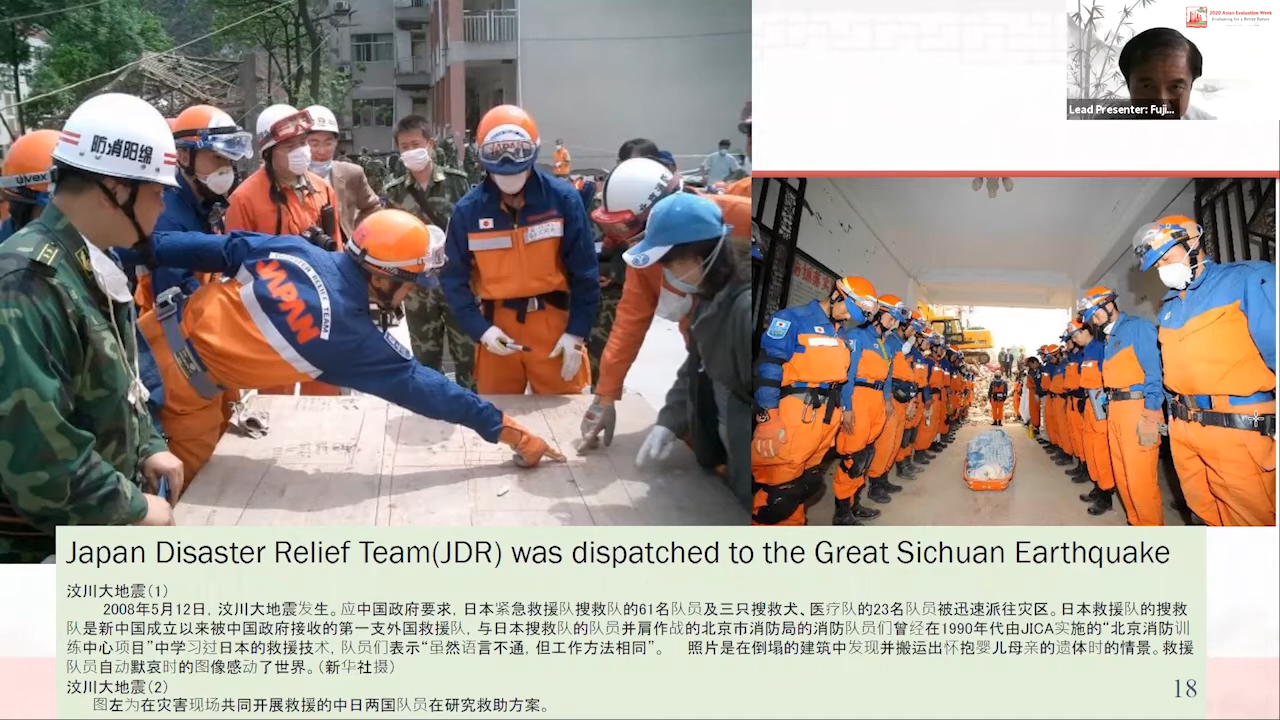 2020 Asian Evaluation Week
Evaluating for a Better Future
Lead Presenter: Fuji...
防消阳绵
uvex
JAPAN
DISASTER RELIEF TEAM
JAPAN
Japan Disaster Relief Team(JDR) was dispatched to the Great Sichuan Earthquake
汶川大地震(1)
2008年5月12日，汶川大地震发生。应中国政府要求，日本紧急救援队搜救队的61名队员及三只搜救犬、医疗队的23名队员被迅速派往灾区。日本救援队的搜救
队是新中国成立以来被中国政府接收的第一支外国救援队，与日本搜救队的队员并肩作战的北京市消防局的消防队员们曾经在1990年代由JICA实施的“北京消防训
练中心项目”中学习过日本的救援技术，队员们表示“虽然语言不通，但工作方法相同”。 照片是在倒塌的建筑中发现并搬运出怀抱婴儿母亲的遗体时的情景。救援
队员自动默哀时的图像感动了世界。(新华社摄)
汶川大地震(2)
图左为在灾害现场共同开展救援的中日两国队员在研究救助方案。
18